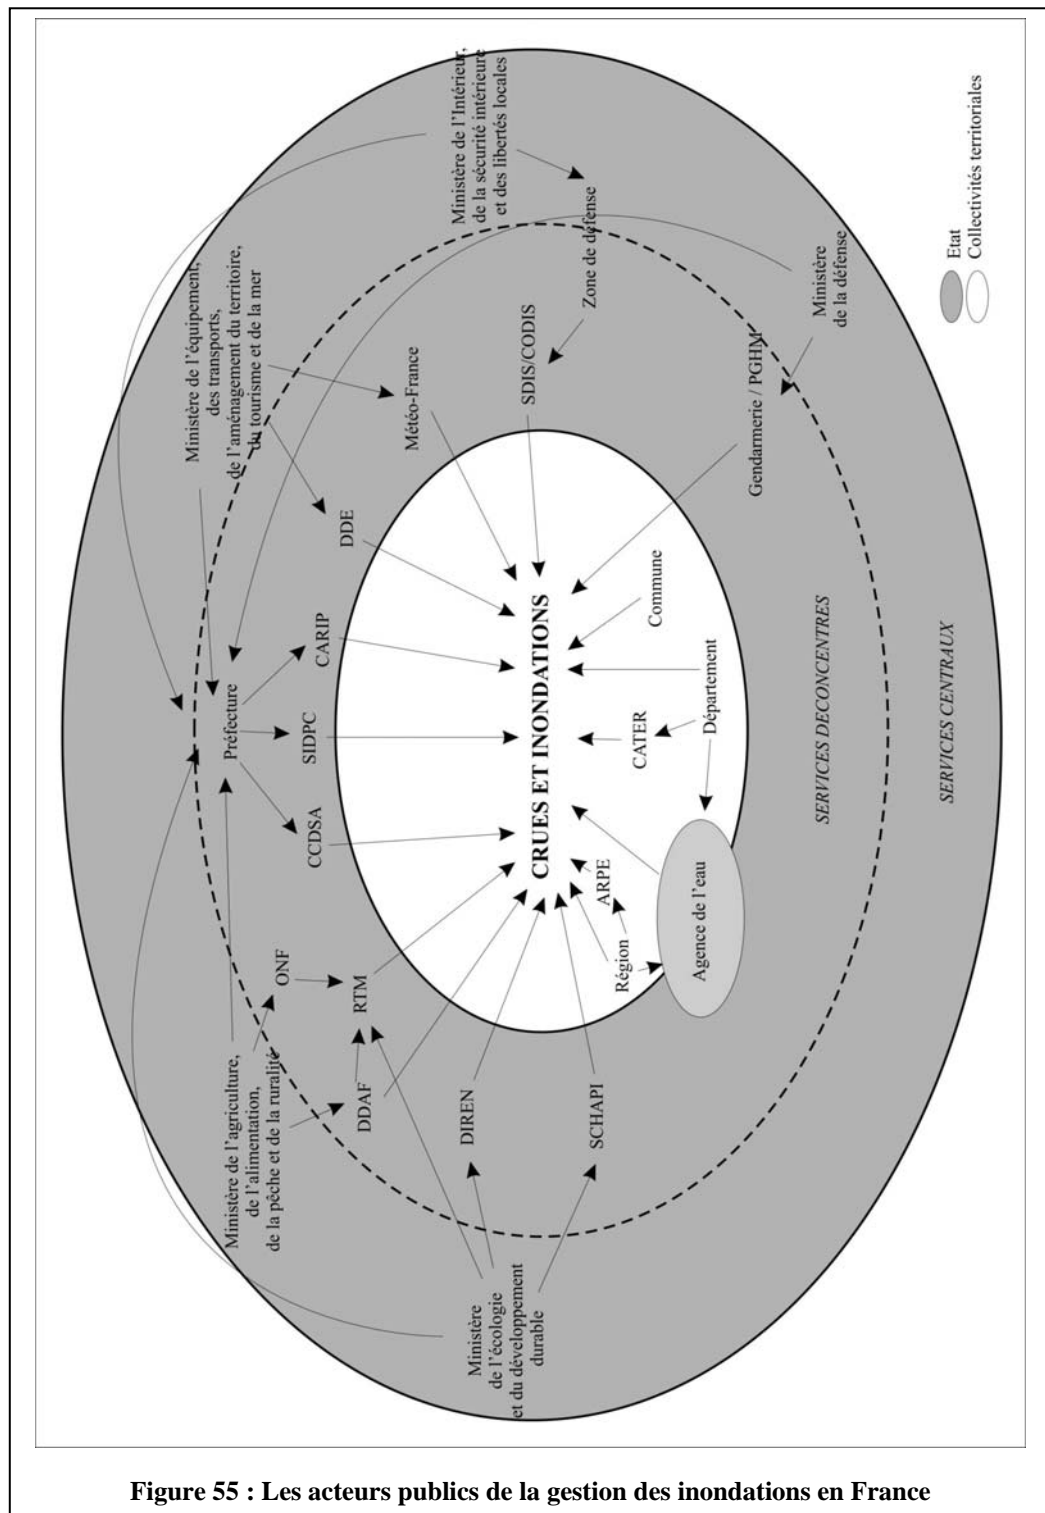 Ministère de l'Intérieur,
de la sécurité intérieure
et des libertés locales
Ministère de l'équipement,
des transports,
de l'aménagement du territoire,
du tourisme et de la mer
Zone de défense
Ministère
de la défense
Météo-France
SDIS/CODIS
Gendarmerie / PGHM
DDE
CARIP
Préfecture
SIDPC
CCDSA
CRUES ET INONDATIONS
Commune
Département
CATER
ARPE
Région
Agence de l'eau
ONF
RTM
DDAF
DIREN
SCHAPI
Ministère de l'agriculture,
de l'alimentation,
de la pêche et de la ruralité
Ministère
de l'écologie
et du développement
durable
SERVICES DECONCENTRES
SERVICES CENTRAUX
Etat
Collectivités territoriales
Figure 55 : Les acteurs publics de la gestion des inondations en France